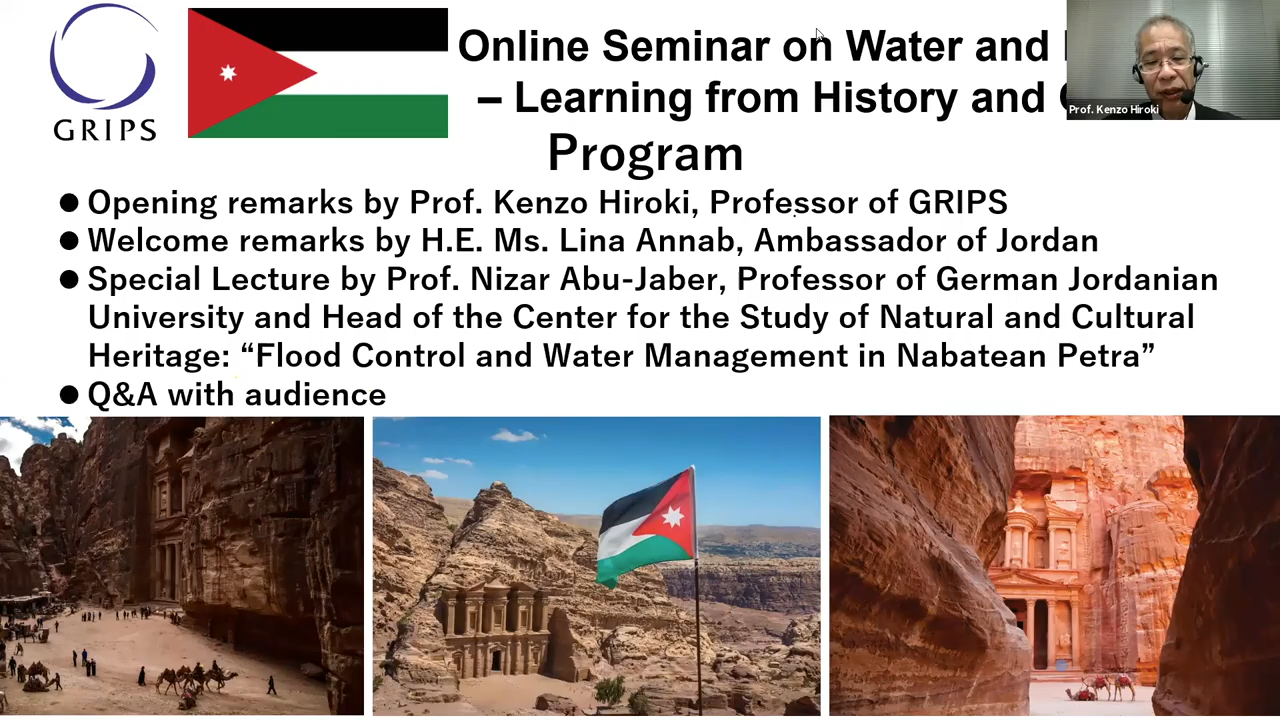 GRIPS
Online Seminar on Water and
– Learning from History and
Prof. Kenzo Hiroki
Program
● Opening remarks by Prof. Kenzo Hiroki, Professor of GRIPS
● Welcome remarks by H.E. Ms. Lina Annab, Ambassador of Jordan
● Special Lecture by Prof. Nizar Abu-Jaber, Professor of German Jordanian
University and Head of the Center for the Study of Natural and Cultural
Heritage: “Flood Control and Water Management in Nabatean Petra”
● Q&A with audience